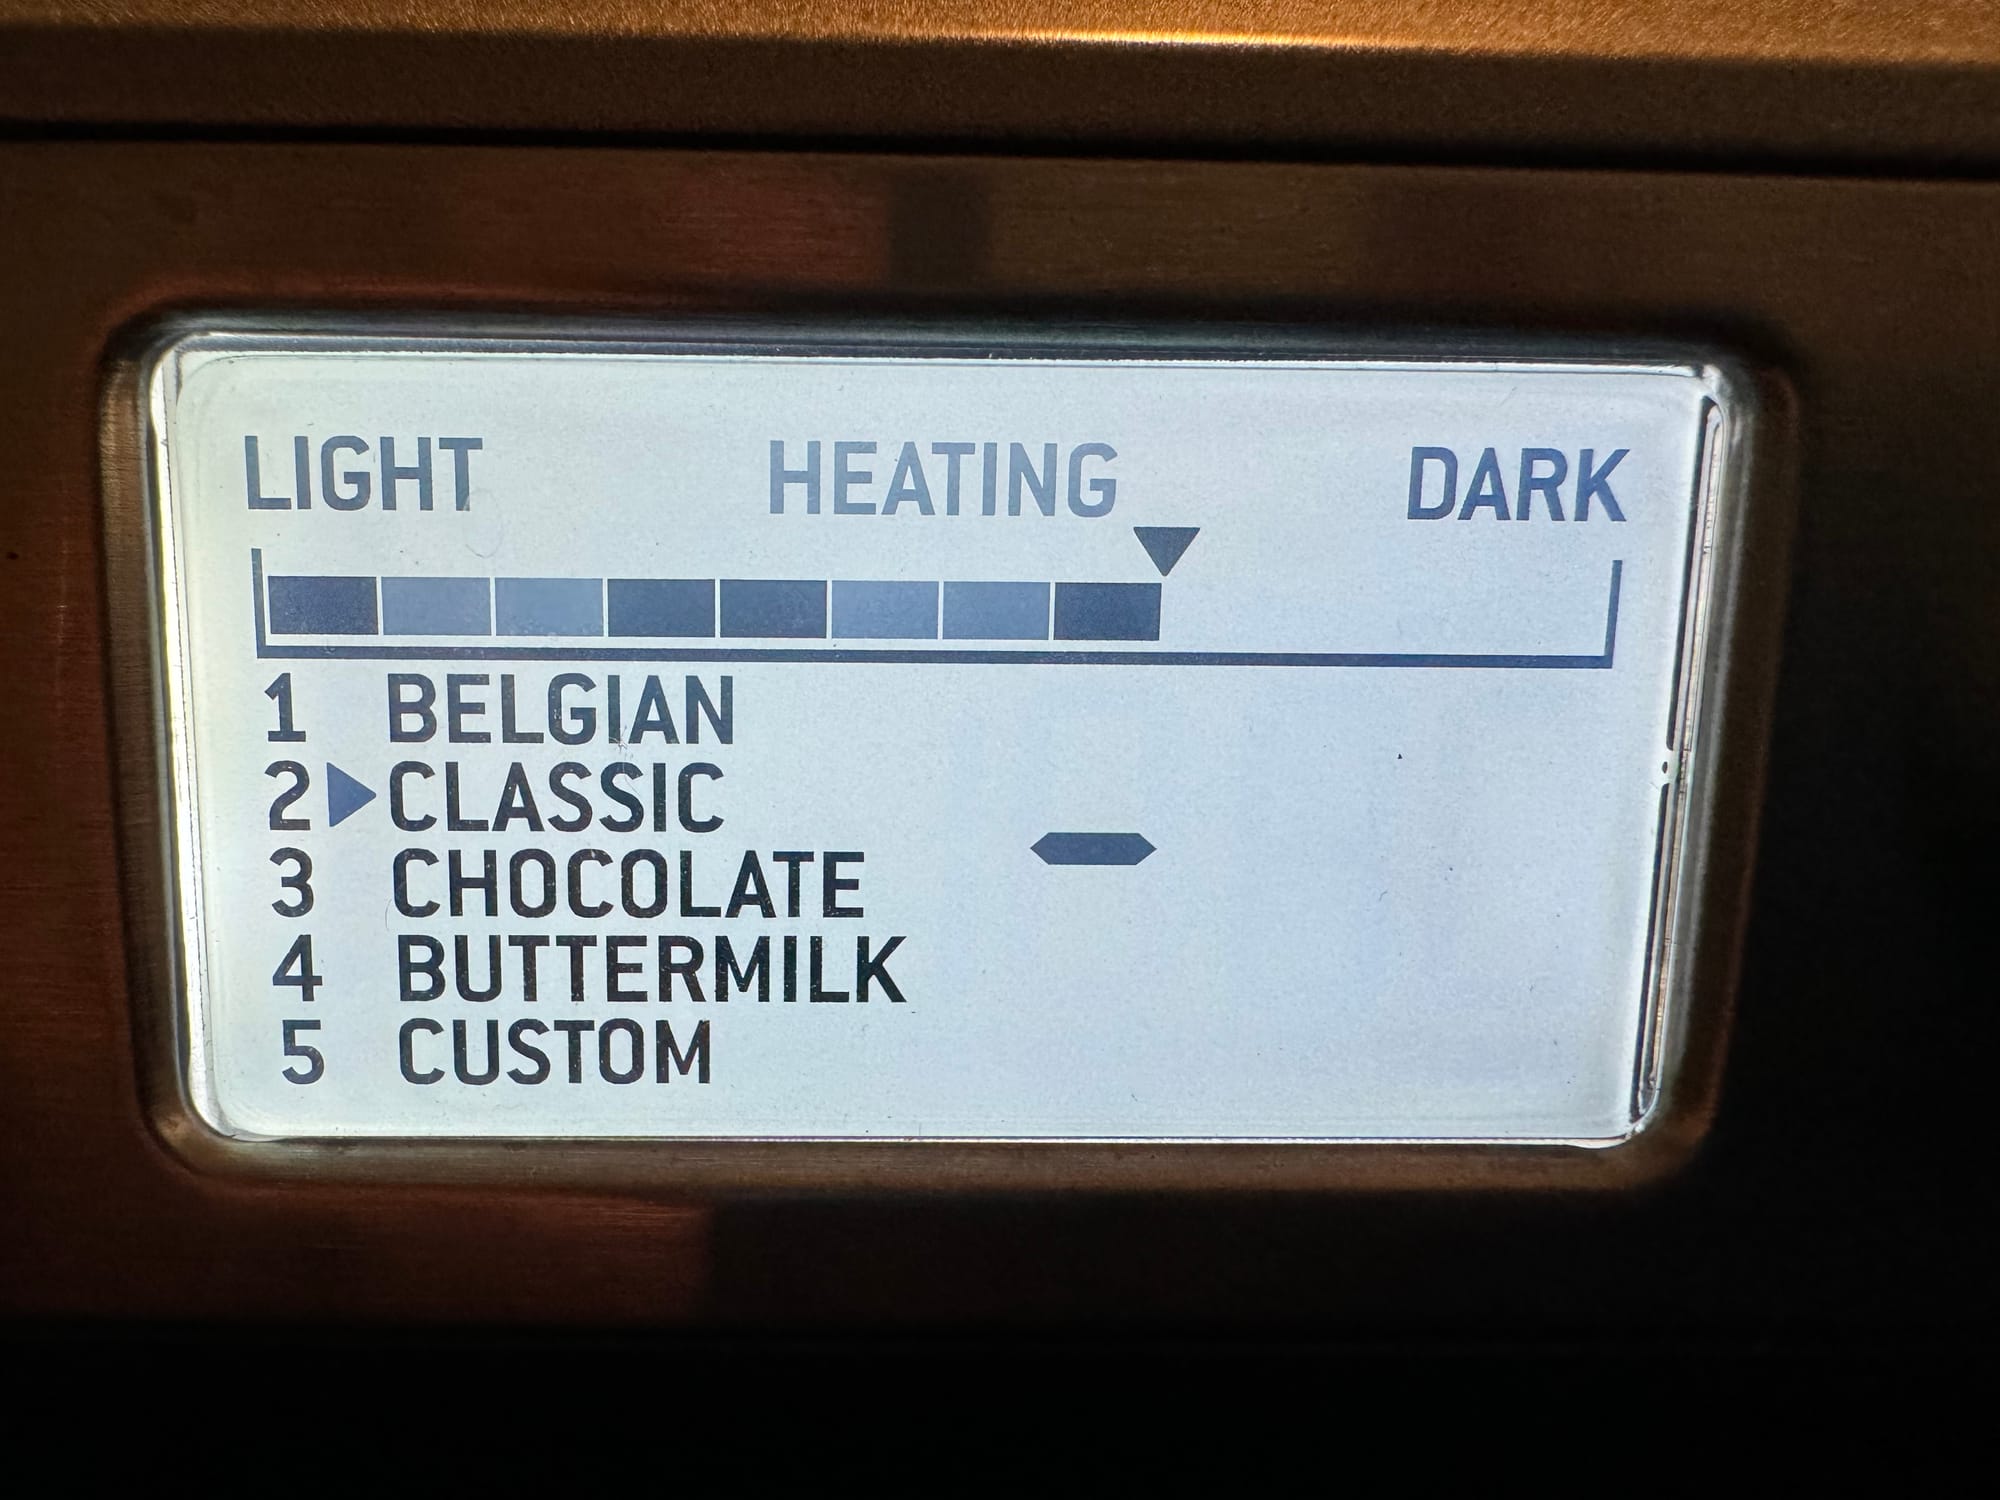 LIGHT HEATING DARK
1 BELGIAN
2 CLASSIC
3 CHOCOLATE
4 BUTTERMILK
5 CUSTOM